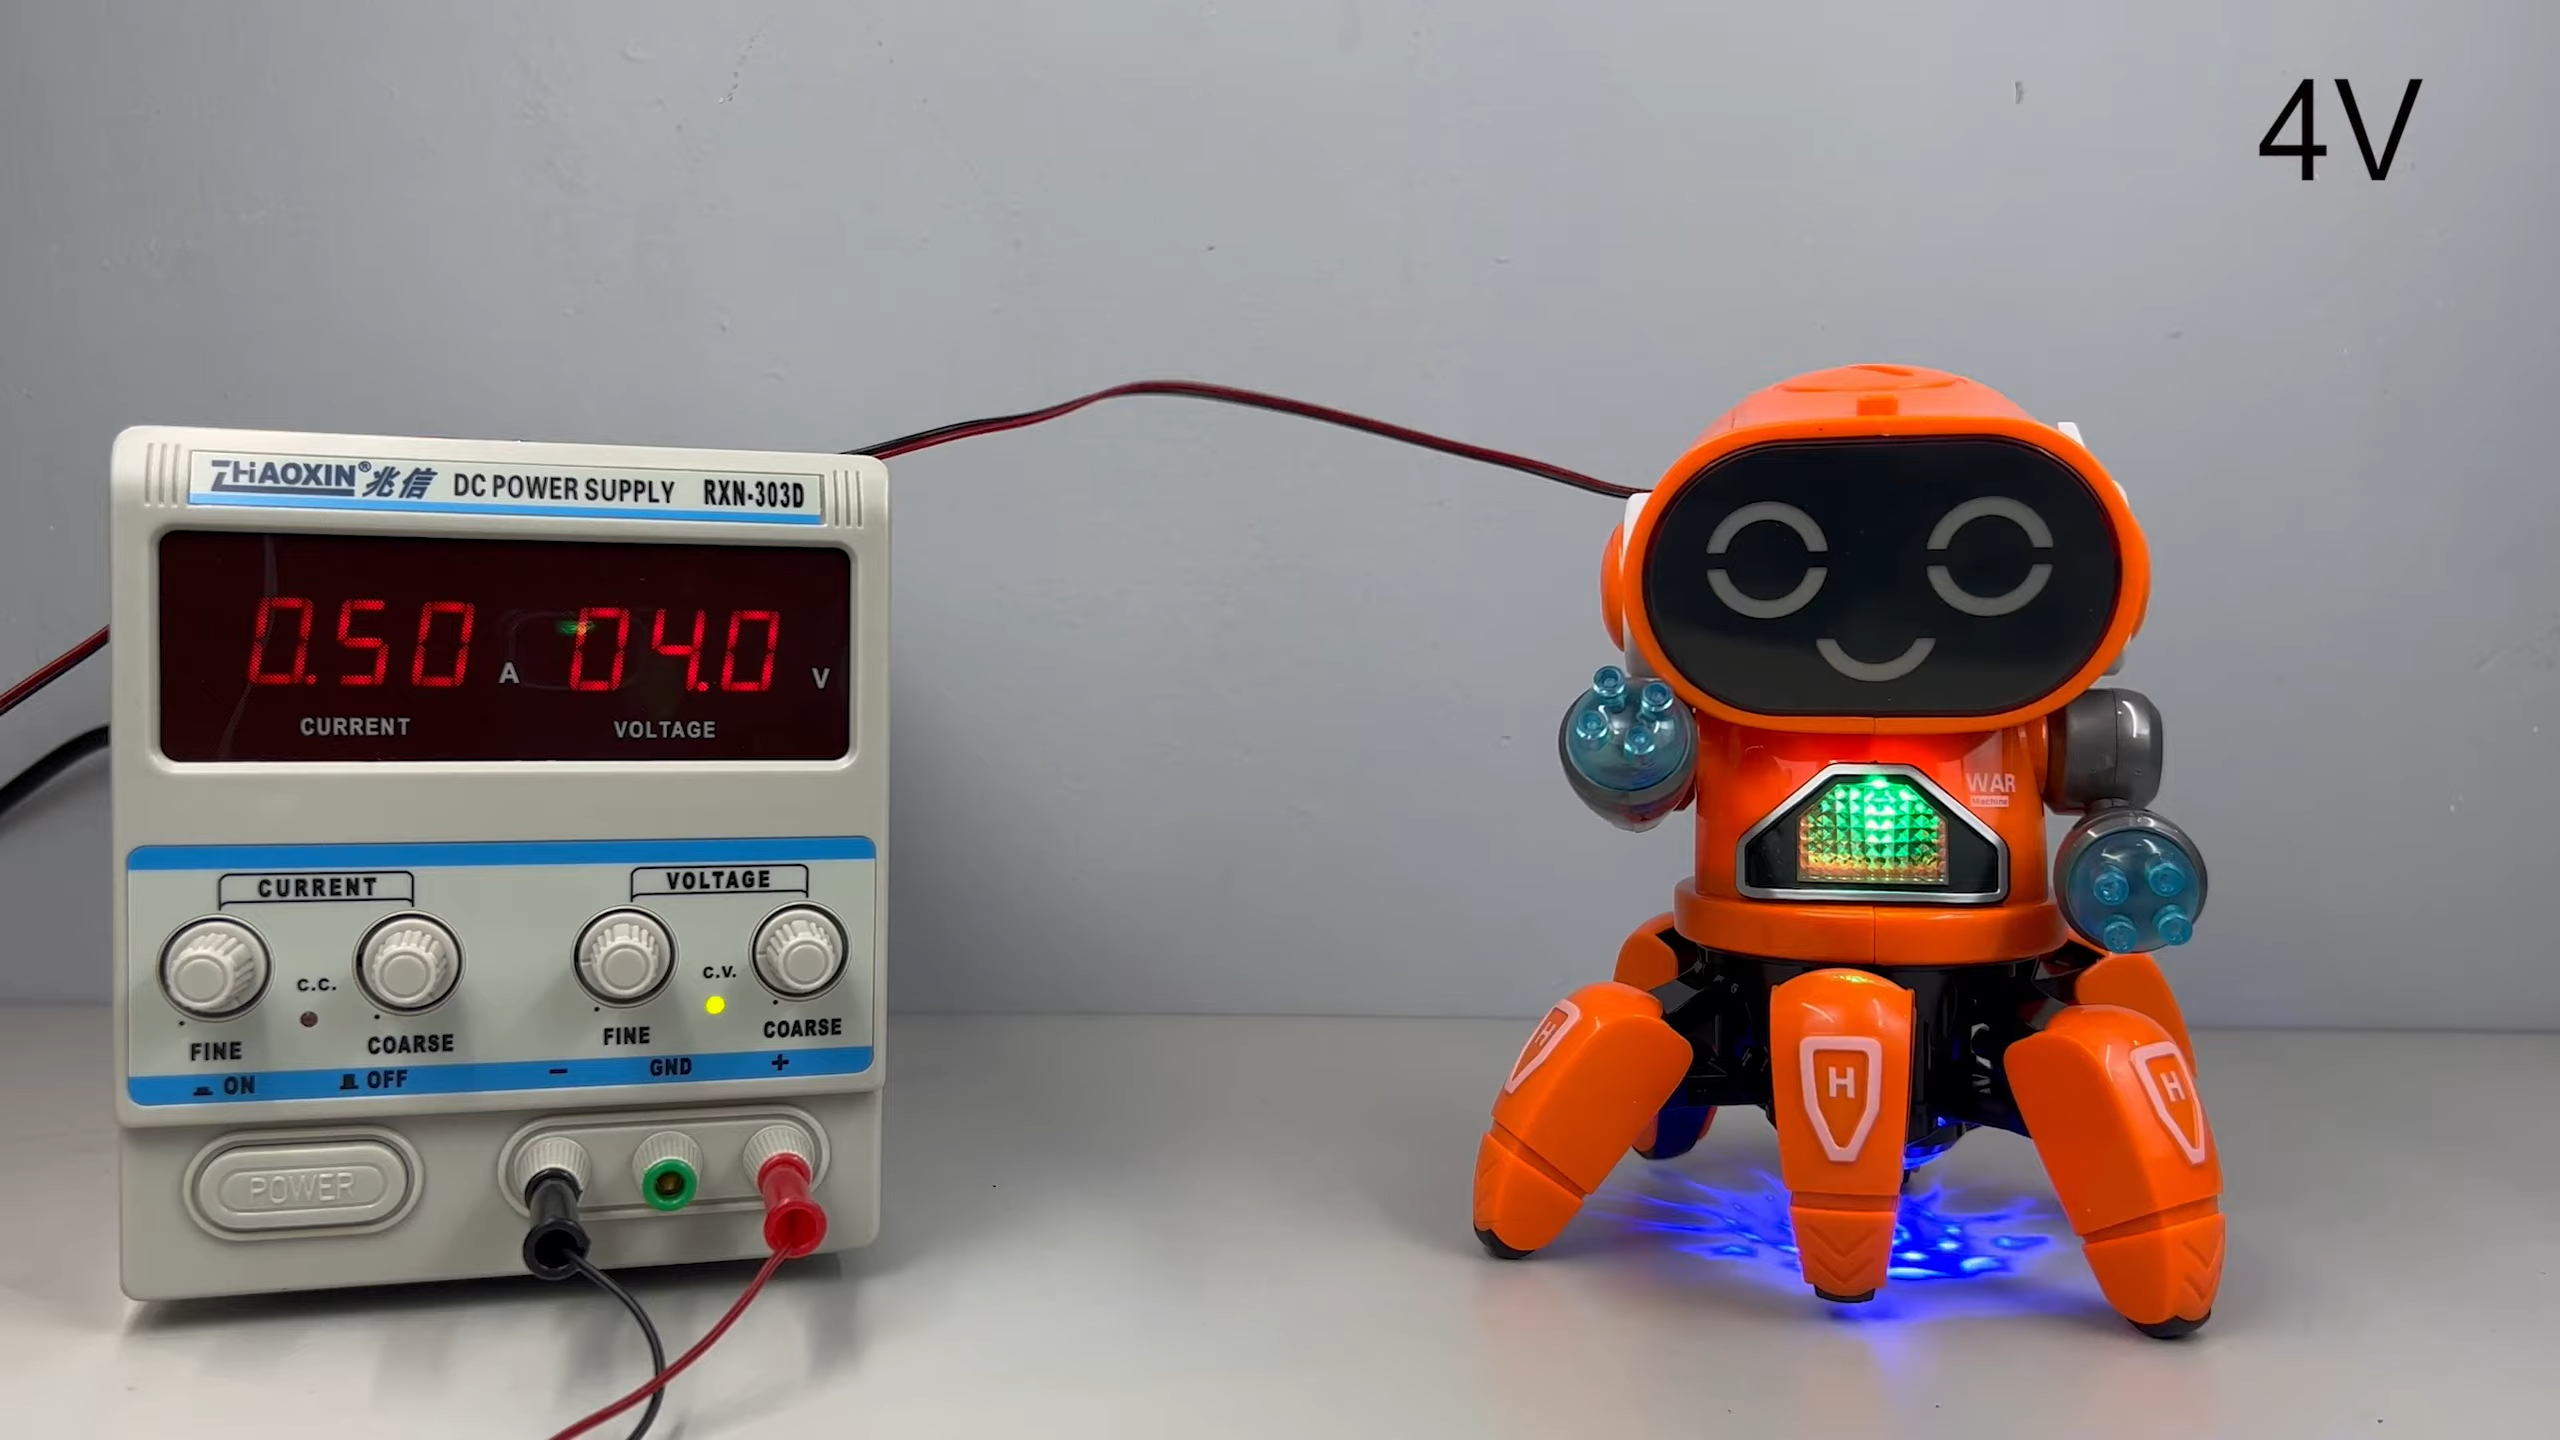 4V
ZHAOXIN® 兆信 DC POWER SUPPLY RXN-303D
0.50 A 04.0 V
CURRENT VOLTAGE
CURRENT VOLTAGE
C.C. C.V.
FINE COARSE FINE COARSE
ON OFF − GND +
POWER
WAR
Machine
H H H